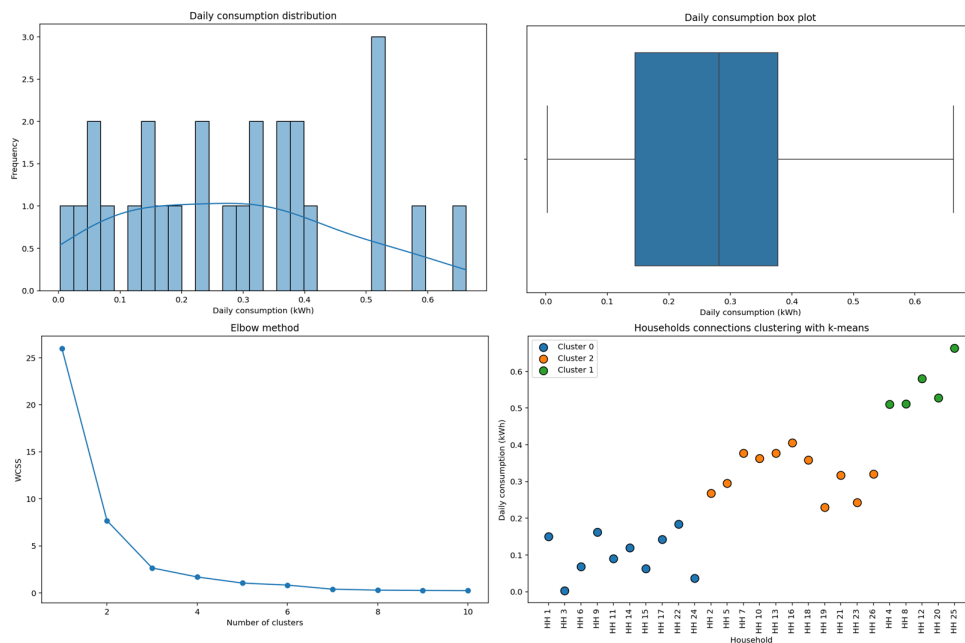 Daily consumption distribution
Frequency
3.0
2.5
2.0
1.5
1.0
0.5
0.0
0.0 0.1 0.2 0.3 0.4 0.5 0.6
Daily consumption (kWh)
Daily consumption box plot
0.0 0.2 0.4 0.6
Daily consumption (kWh)
Elbow method
WCSS
25
20
15
10
5
0
2 4 6 8 10
Number of clusters
Households connections clustering with k-means
Cluster 0
Cluster 2
Cluster 1
Daily consumption (kWh)
0.6
0.5
0.4
0.3
0.2
0.1
0.0
HH 1
HH 3
HH 6
HH 9
HH 11
HH 14
HH 15
HH 17
HH 22
HH 24
HH 2
HH 5
HH 7
HH 10
HH 13
HH 16
HH 18
HH 19
HH 21
HH 23
HH 26
HH 4
HH 8
HH 12
HH 20
HH 25
Household